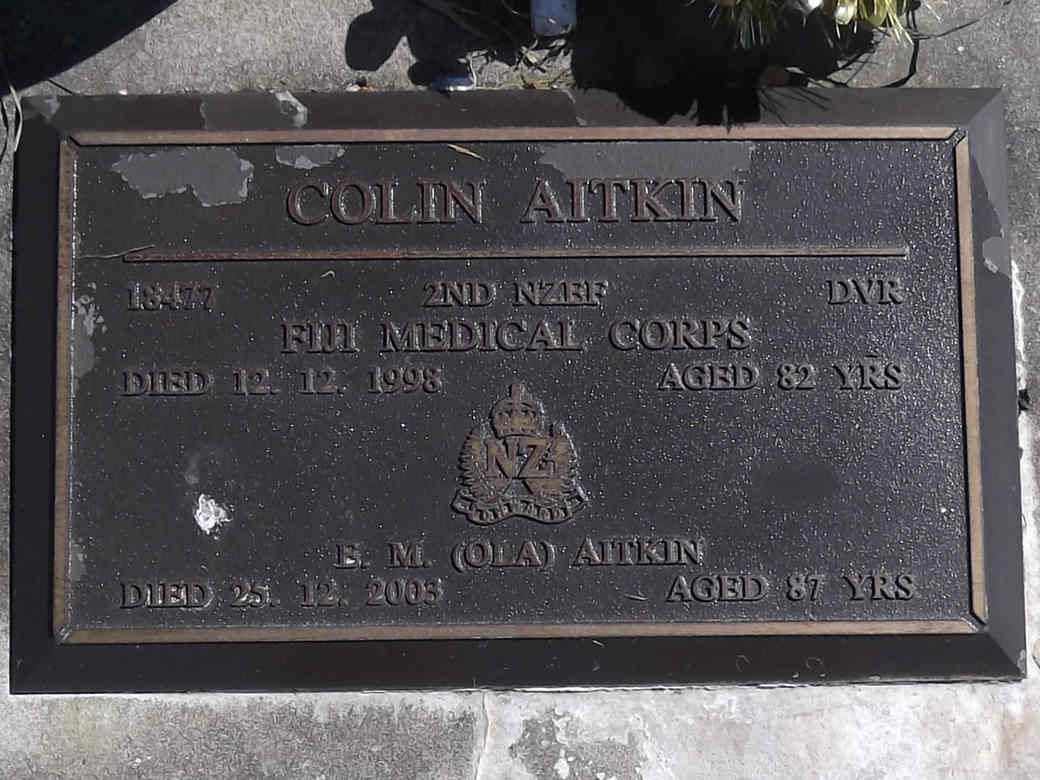 COLIN AITKIN
18477 2ND NZEF DVR
FIJI MEDICAL CORPS
DIED 12. 12. 1998 AGED 82 YRS
NZ
ONWARD
E. M. (OLA) AITKIN
DIED 25. 12. 2003 AGED 87 YRS